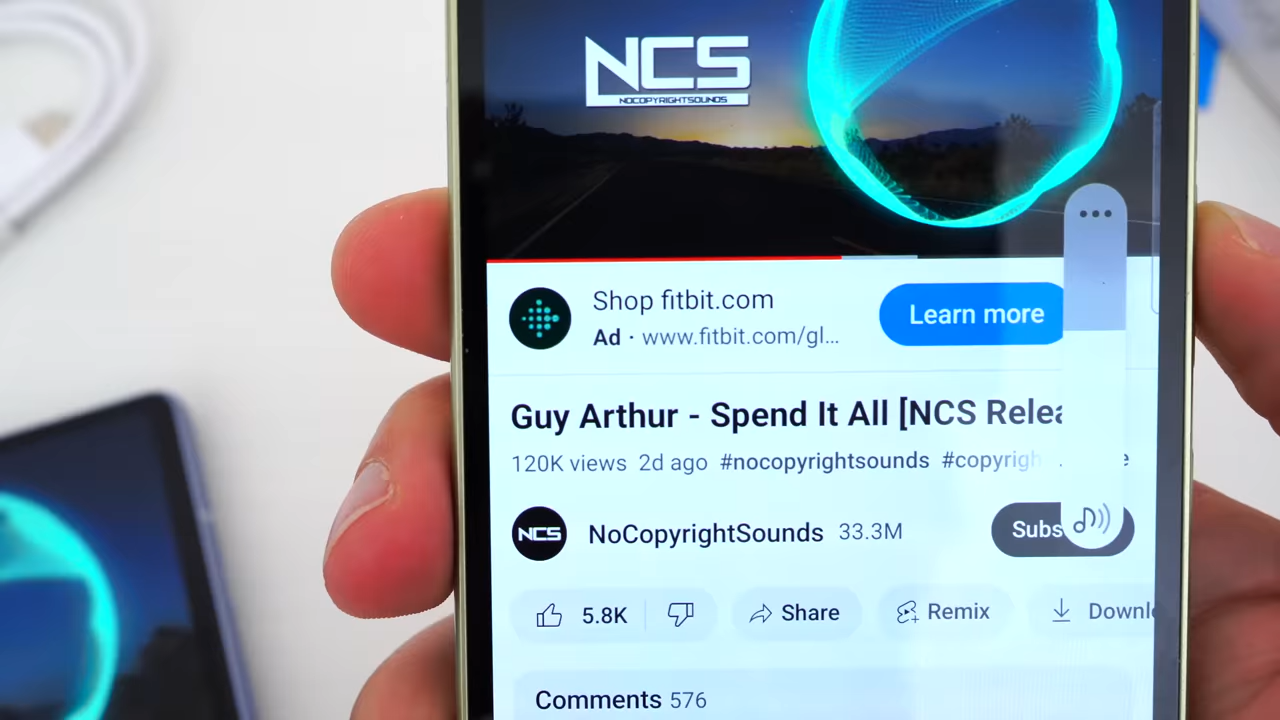 NCS
NOCOPYRIGHTSOUNDS
Shop fitbit.com
Learn more
Ad · www.fitbit.com/gl...
Guy Arthur - Spend It All [NCS Relea
120K views 2d ago #nocopyrightsounds #copyrigh
NCS NoCopyrightSounds 33.3M Subs
5.8K Share Remix Downl
Comments 576